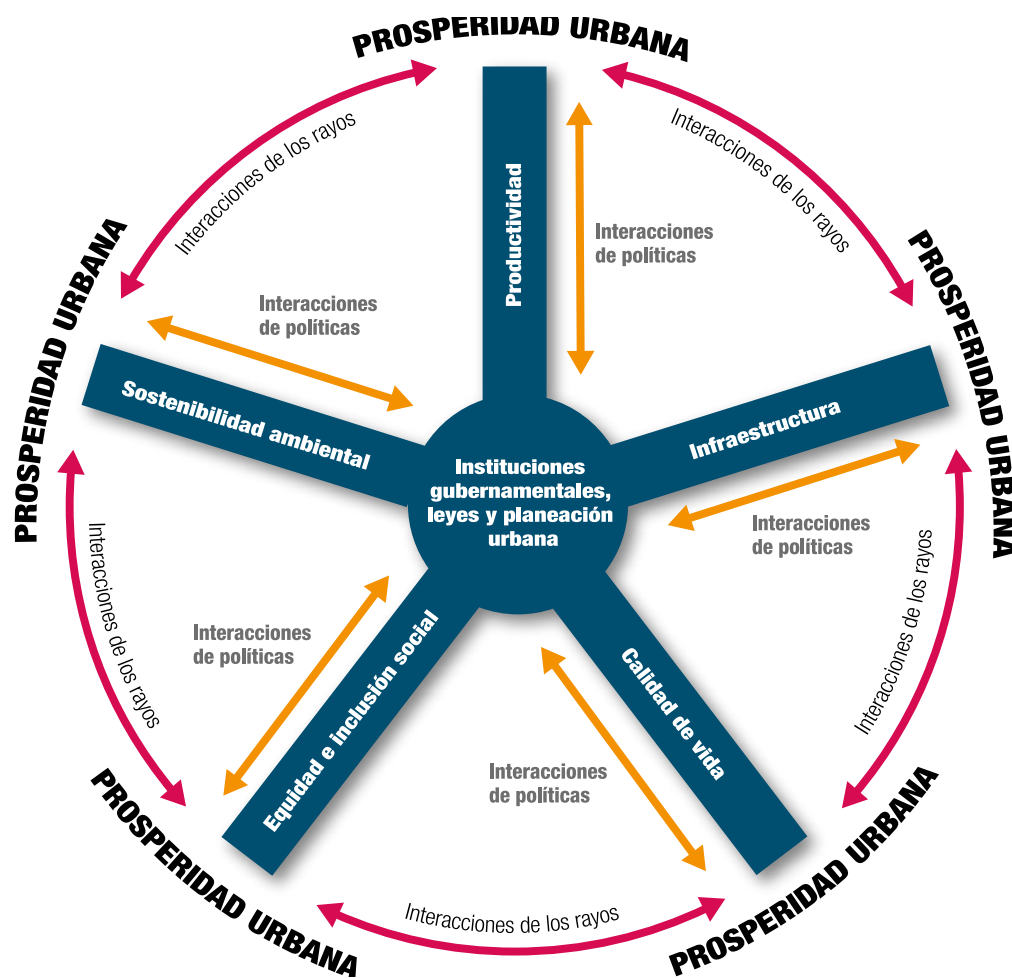 PROSPERIDAD URBANA
Interacciones de los rayos
Interacciones de los rayos
Productividad
Interacciones
de políticas
PROSPERIDAD URBANA
PROSPERIDAD URBANA
Interacciones
de políticas
Sostenibilidad ambiental
Infraestructura
Instituciones
gubernamentales,
leyes y planeación
urbana
Interacciones
de políticas
Interacciones de los rayos
Interacciones de los rayos
Interacciones
de políticas
Equidad e inclusión social
Calidad de vida
Interacciones
de políticas
PROSPERIDAD URBANA
PROSPERIDAD URBANA
Interacciones de los rayos